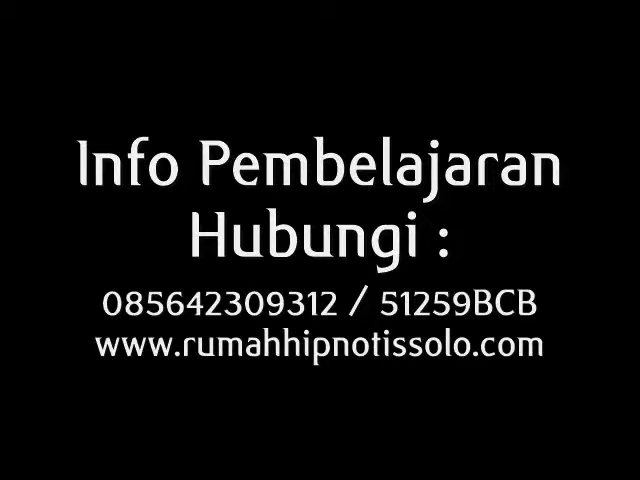 Info Pembelajaran
Hubungi :
085642309312 / 51259BCB
www.rumahhipnotissolo.com